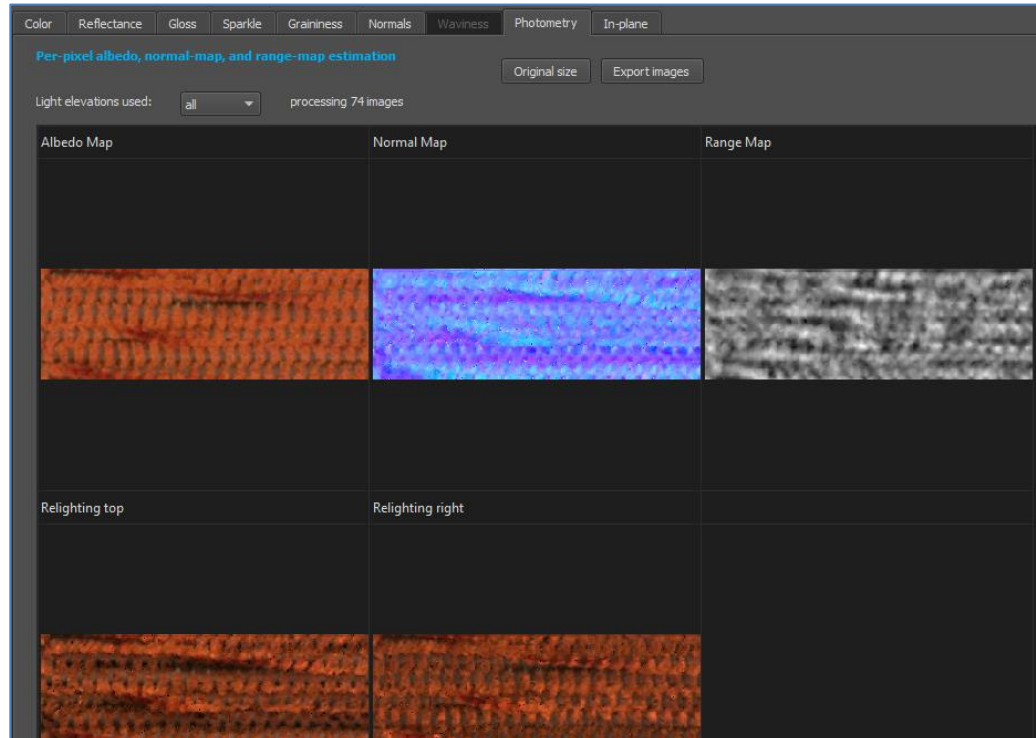 Color Reflectance Gloss Sparkle Graininess Normals Waviness Photometry In-plane
Per-pixel albedo, normal-map, and range-map estimation
Original size Export images
Light elevations used: all processing 74 images
Albedo Map Normal Map Range Map
Relighting top Relighting right